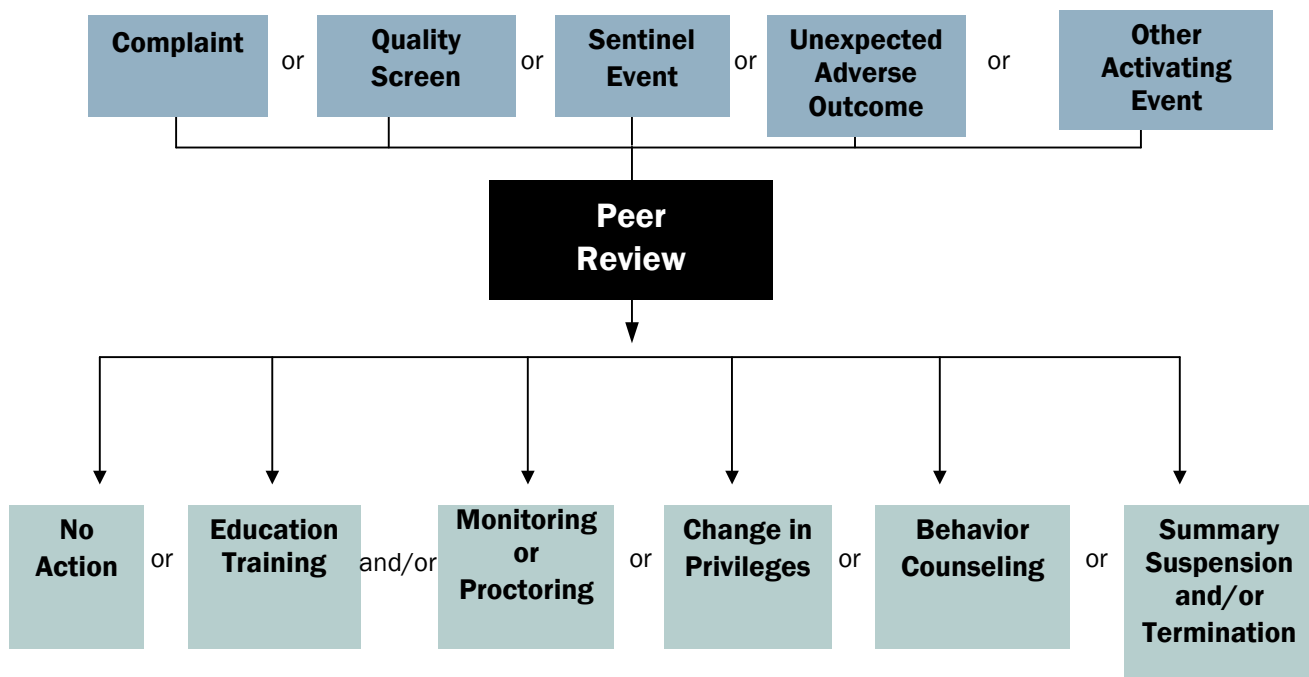 Complaint
or
Quality
Screen
or
Sentinel
Event
or
Unexpected
Adverse
Outcome
or
Other
Activating
Event
Peer
Review
No
Action
or
Education
Training
and/or
Monitoring
or
Proctoring
or
Change in
Privileges
or
Behavior
Counseling
or
Summary
Suspension
and/or
Termination